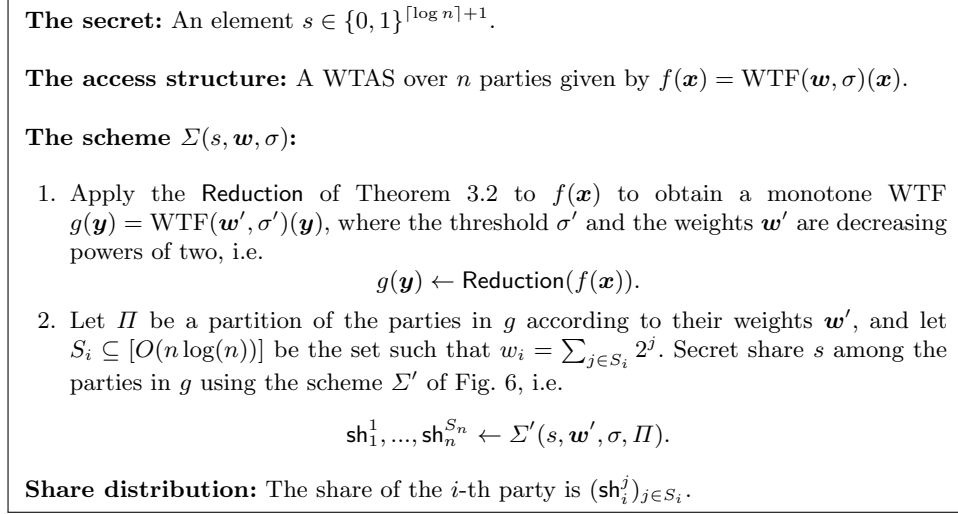 The secret: An element s ∈ {0, 1}^{⌈log n⌉+1}.
The access structure: A WTAS over n parties given by f(x) = WTF(w, σ)(x).
The scheme Σ(s, w, σ):
1. Apply the Reduction of Theorem 3.2 to f(x) to obtain a monotone WTF
g(y) = WTF(w′, σ′)(y), where the threshold σ′ and the weights w′ are decreasing
powers of two, i.e.
g(y) ← Reduction(f(x)).
2. Let Π be a partition of the parties in g according to their weights w′, and let
S_i ⊆ [O(n log(n))] be the set such that w_i = ∑_{j∈S_i} 2^j. Secret share s among the
parties in g using the scheme Σ′ of Fig. 6, i.e.
sh_1^1, ..., sh_n^{S_n} ← Σ′(s, w′, σ, Π).
Share distribution: The share of the i-th party is (sh_i^j)_{j∈S_i}.